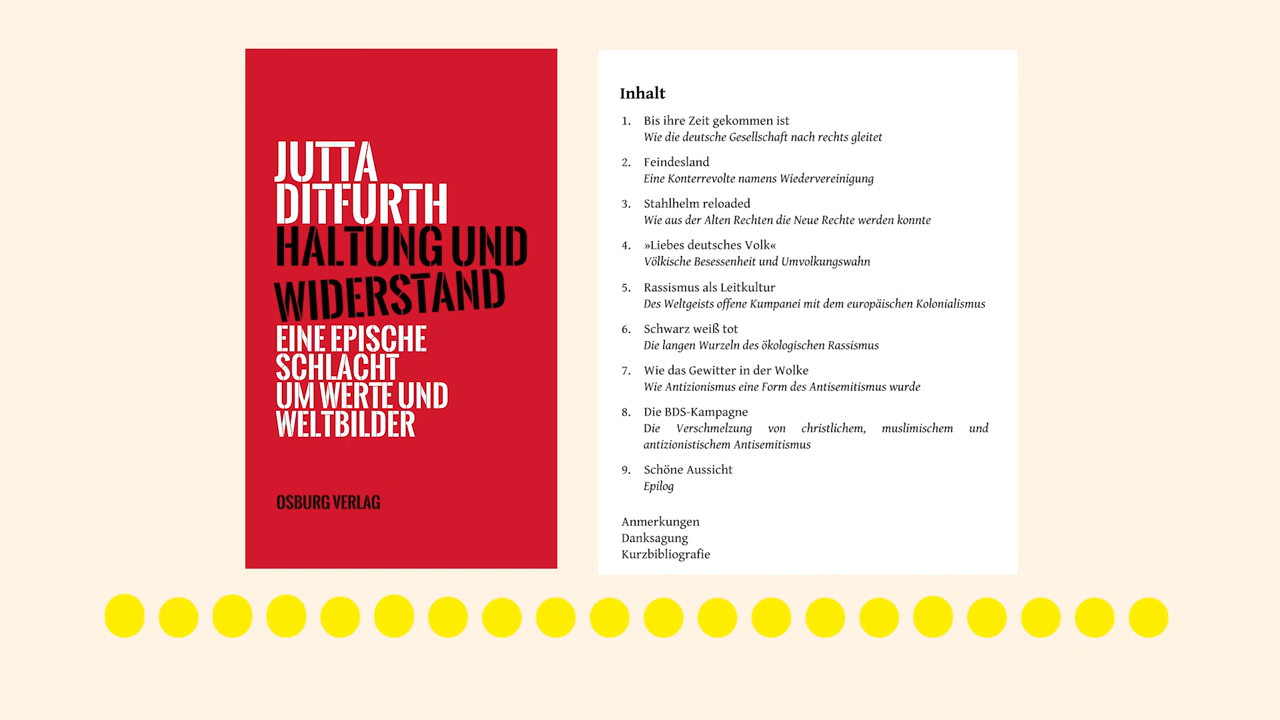 JUTTA
DITFURTH
HALTUNG UND
WIDERSTAND
EINE EPISCHE
SCHLACHT
UM WERTE UND
WELTBILDER
OSBURG VERLAG
Inhalt
1. Bis ihre Zeit gekommen ist
Wie die deutsche Gesellschaft nach rechts gleitet
2. Feindesland
Eine Konterrevolte namens Wiedervereinigung
3. Stahlhelm reloaded
Wie aus der Alten Rechten die Neue Rechte werden konnte
4. »Liebes deutsches Volk«
Völkische Besessenheit und Umvolkungswahn
5. Rassismus als Leitkultur
Des Weltgeists offene Kumpanei mit dem europäischen Kolonialismus
6. Schwarz weiß tot
Die langen Wurzeln des ökologischen Rassismus
7. Wie das Gewitter in der Wolke
Wie Antizionismus eine Form des Antisemitismus wurde
8. Die BDS-Kampagne
Die Verschmelzung von christlichem, muslimischem und
antizionistischem Antisemitismus
9. Schöne Aussicht
Epilog
Anmerkungen
Danksagung
Kurzbibliografie